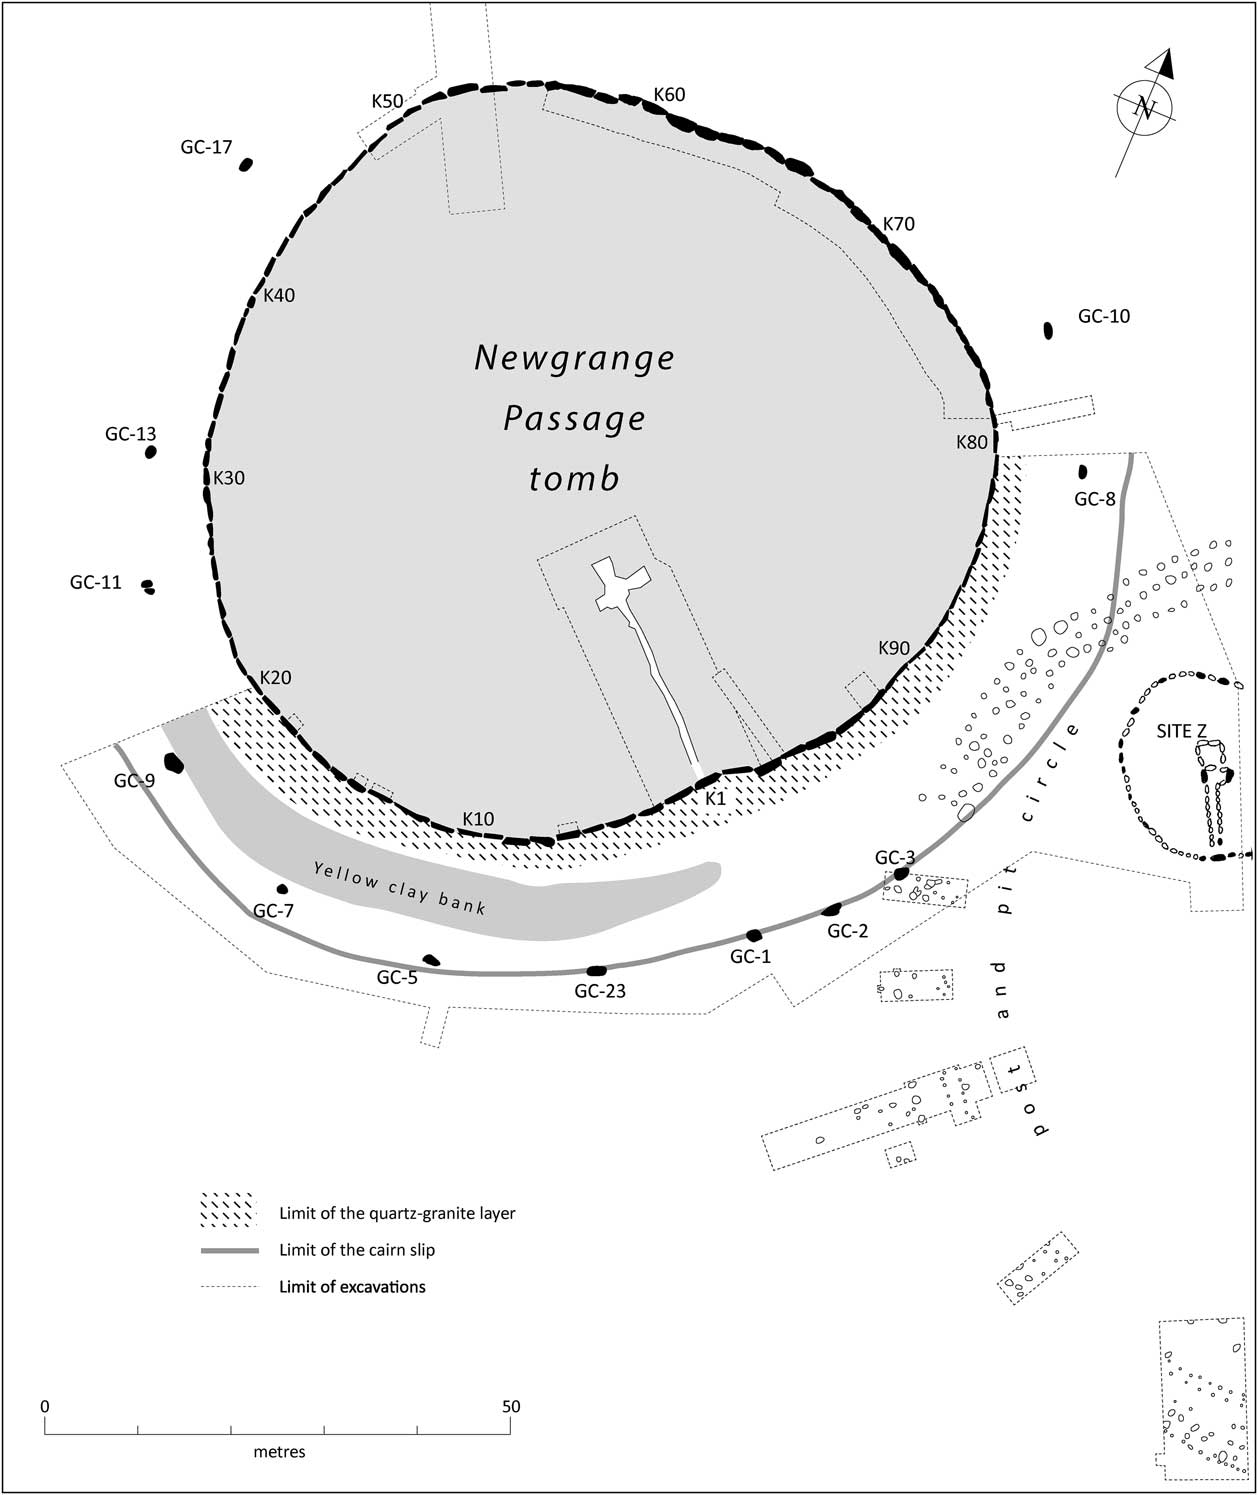 K50
K60
N
GC-17
K70
K40
GC-10
Newgrange
Passage
tomb
GC-13
K80
K30
GC-8
GC-11
K90
K20
SITE Z
GC-9
K1
K10
GC-3
Yellow clay bank
GC-7
GC-2
GC-1
GC-5
GC-23
post and pit circle
Limit of the quartz-granite layer
Limit of the cairn slip
Limit of excavations
0 50
metres